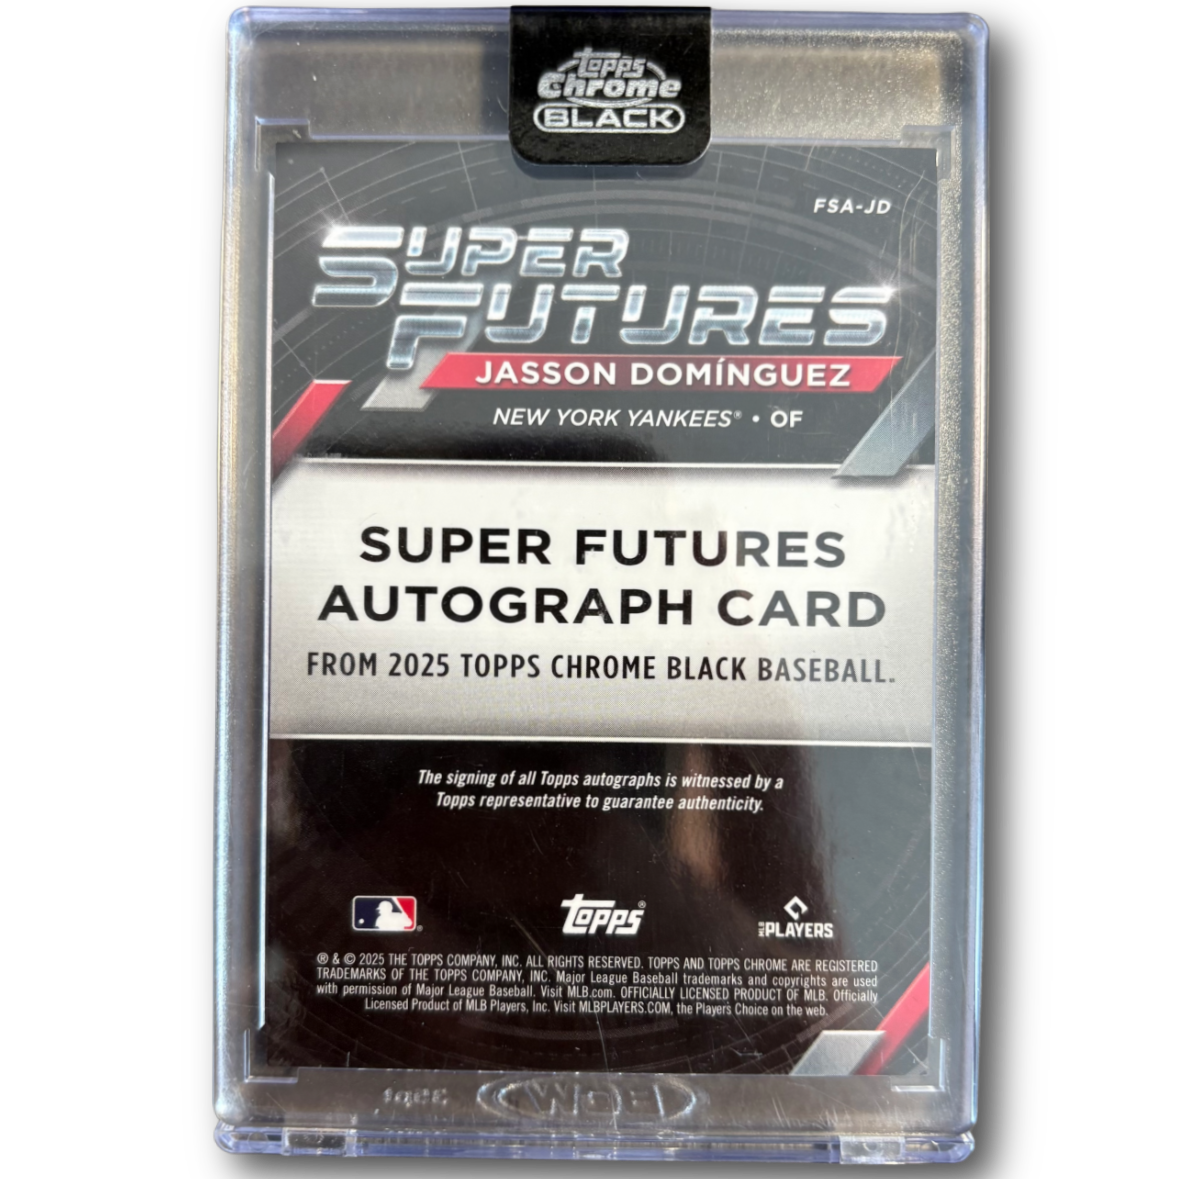 Topps
Chrome
BLACK
FSA-JD
SUPER
FUTURES
JASSON DOMÍNGUEZ
NEW YORK YANKEES® • OF
SUPER FUTURES
AUTOGRAPH CARD
FROM 2025 TOPPS CHROME BLACK BASEBALL.
The signing of all Topps autographs is witnessed by a
Topps representative to guarantee authenticity.
Topps®
MLB PLAYERS
® & © 2025 THE TOPPS COMPANY, INC. ALL RIGHTS RESERVED. TOPPS AND TOPPS CHROME ARE REGISTERED
TRADEMARKS OF THE TOPPS COMPANY, INC. Major League Baseball trademarks and copyrights are used
with permission of Major League Baseball. Visit MLB.com. OFFICIALLY LICENSED PRODUCT OF MLB. Officially
Licensed Product of MLB Players, Inc. Visit MLBPLAYERS.COM, the Players Choice on the web.